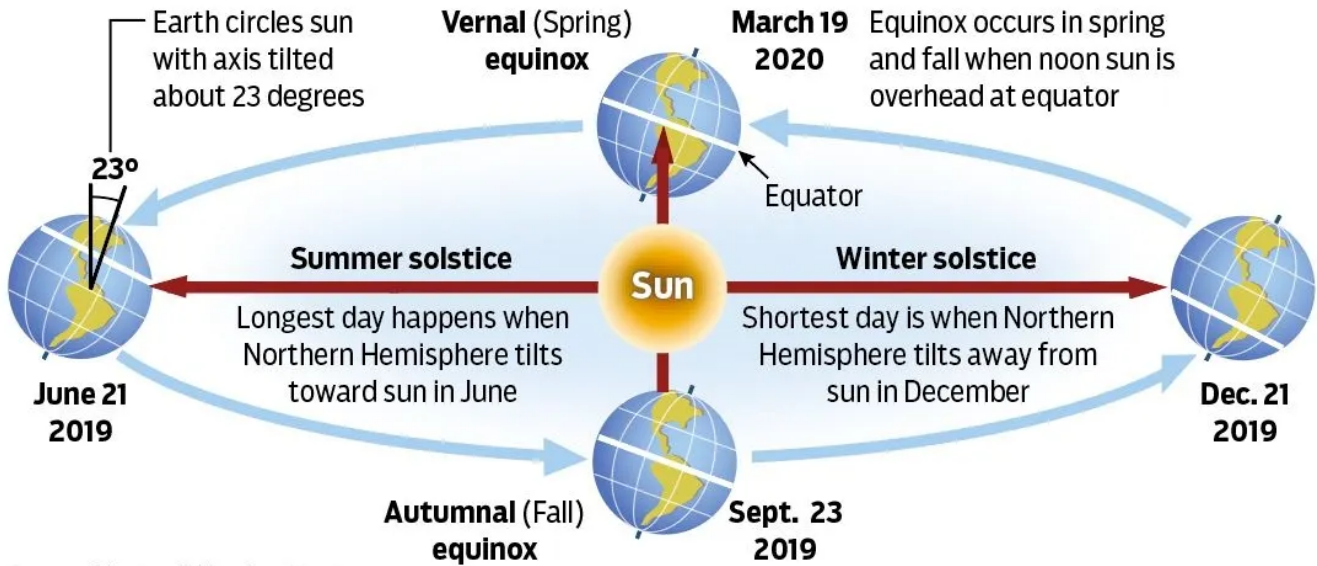 Earth circles sun
with axis tilted
about 23 degrees
23º
Vernal (Spring)
equinox
March 19
2020
Equinox occurs in spring
and fall when noon sun is
overhead at equator
Equator
Summer solstice
Longest day happens when
Northern Hemisphere tilts
toward sun in June
Sun
Winter solstice
Shortest day is when Northern
Hemisphere tilts away from
sun in December
June 21
2019
Dec. 21
2019
Autumnal (Fall)
equinox
Sept. 23
2019